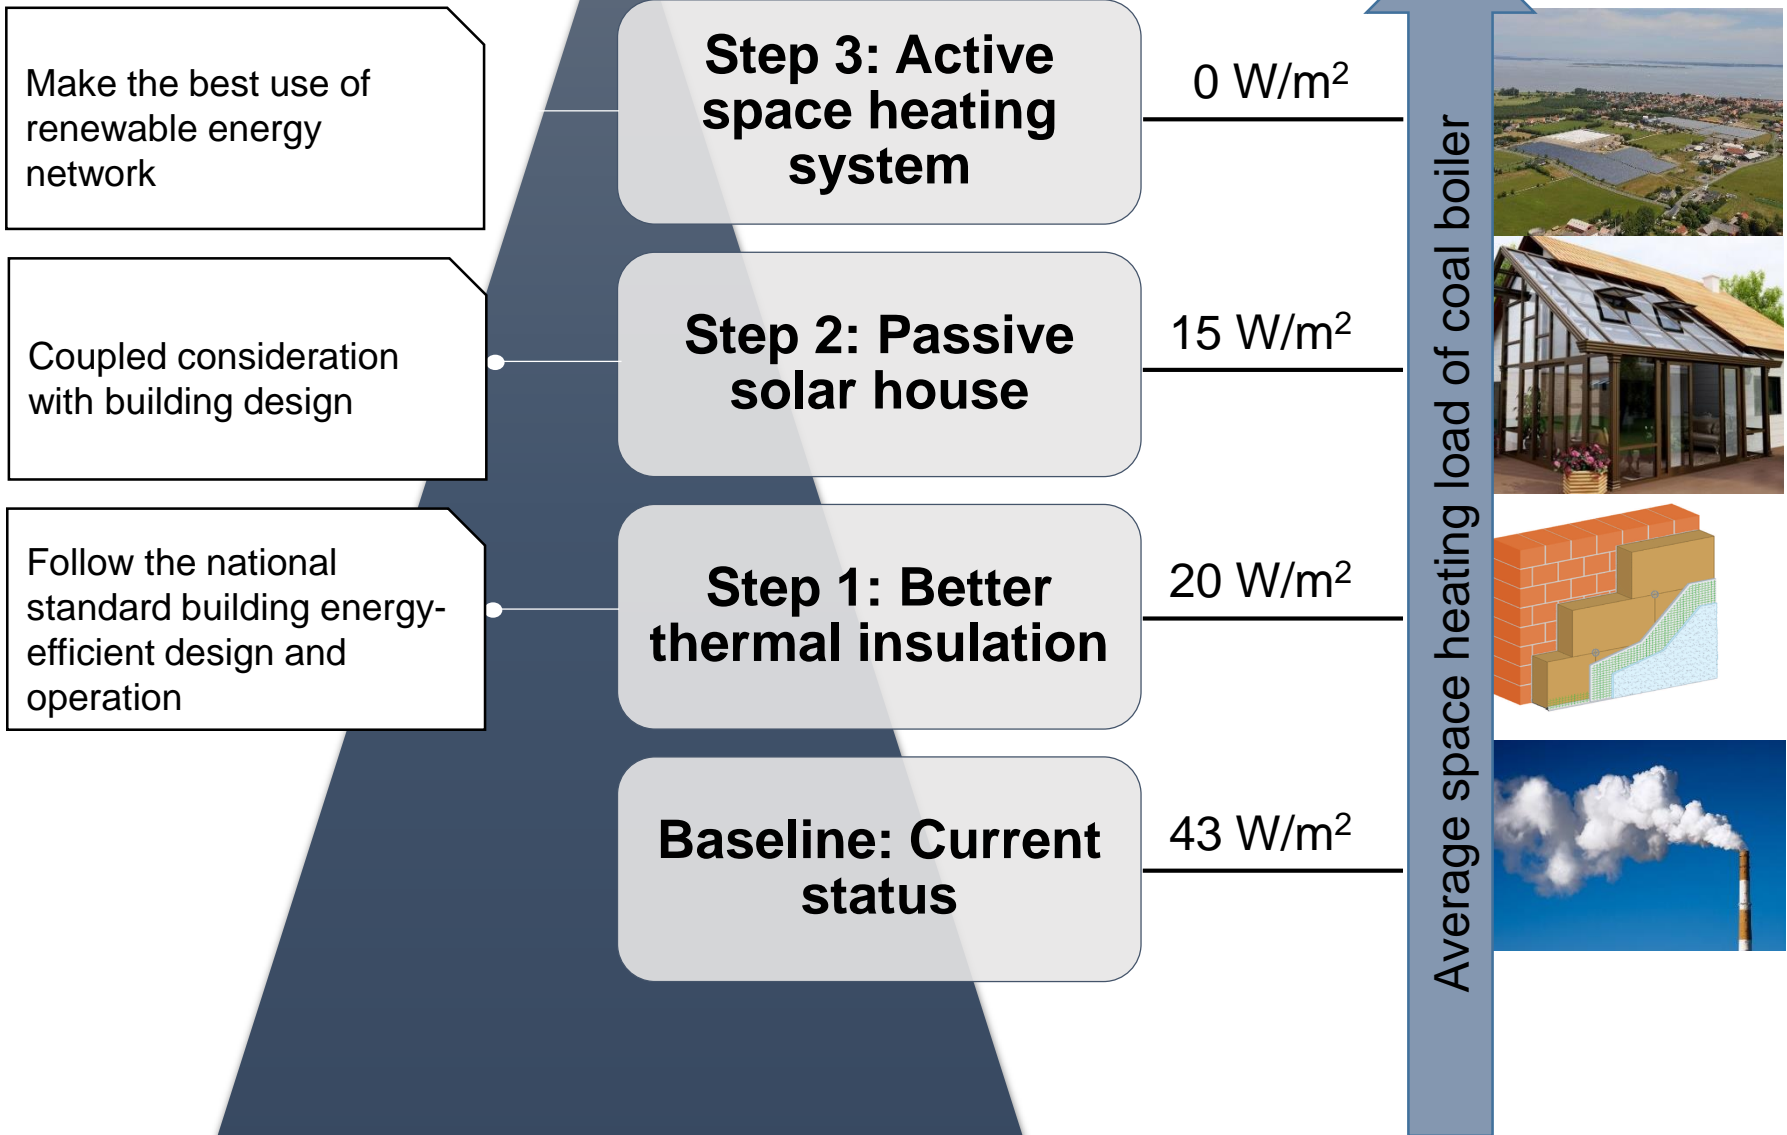 Make the best use of
renewable energy
network
Step 3: Active
space heating
system
0 W/m²
Coupled consideration
with building design
Step 2: Passive
solar house
15 W/m²
Follow the national
standard building energy-
efficient design and
operation
Step 1: Better
thermal insulation
20 W/m²
Baseline: Current
status
43 W/m²
Average space heating load of coal boiler